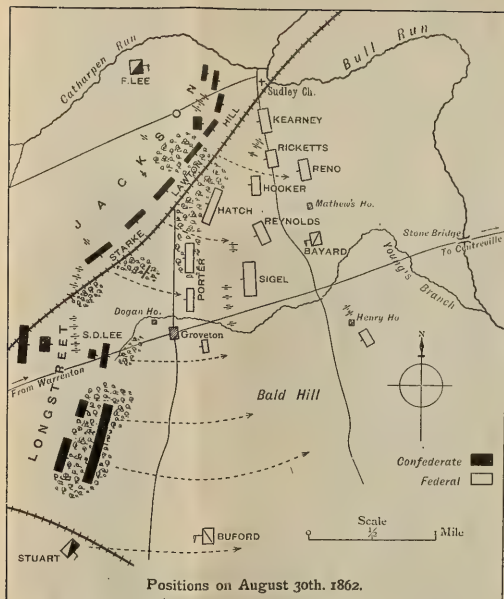 Catharpen Run
Bull Run
F. LEE
Sudley Ch.
KEARNEY
JACKSON
HILL
RICKETTS
RENO
LAWTON
HOOKER
HATCH
Mathew's Ho.
STARKE
REYNOLDS
BAYARD
Stone Bridge
To Centreville
Young's Branch
PORTER
SIGEL
Dogan Ho.
Henry Ho
S.D. LEE
Groveton
From Warrenton
LONGSTREET
Bald Hill
N
Confederate
Federal
STUART
BUFORD
Scale
0 ½ Mile
Positions on August 30th. 1862.